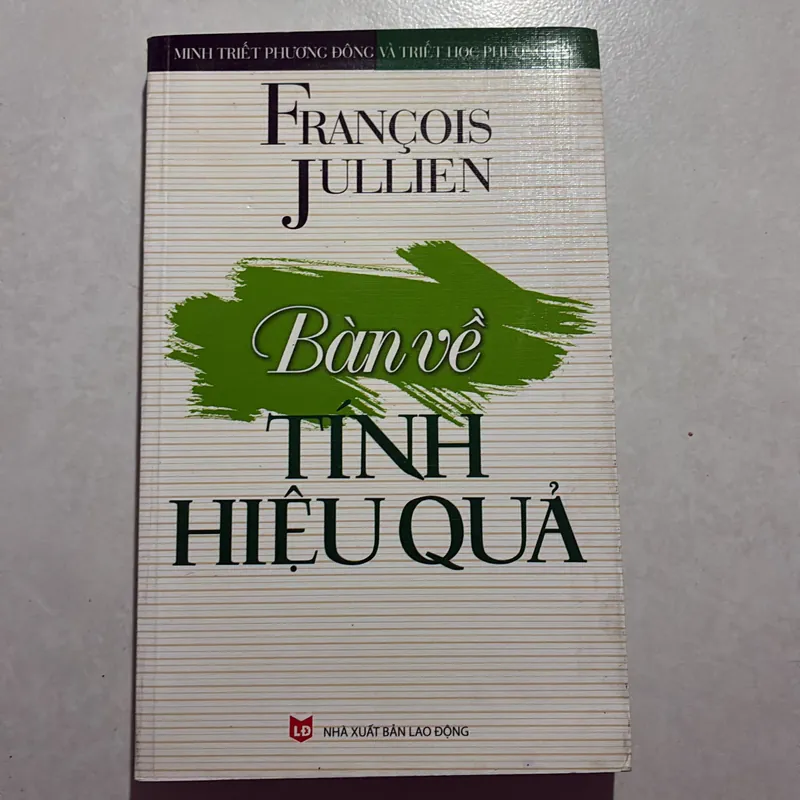 MINH TRIẾT PHƯƠNG ĐÔNG VÀ TRIẾT HỌC PHƯƠNG
FRANÇOIS
JULLIEN
Bàn về
TÍNH
HIỆU QUẢ
LĐ NHÀ XUẤT BẢN LAO ĐỘNG